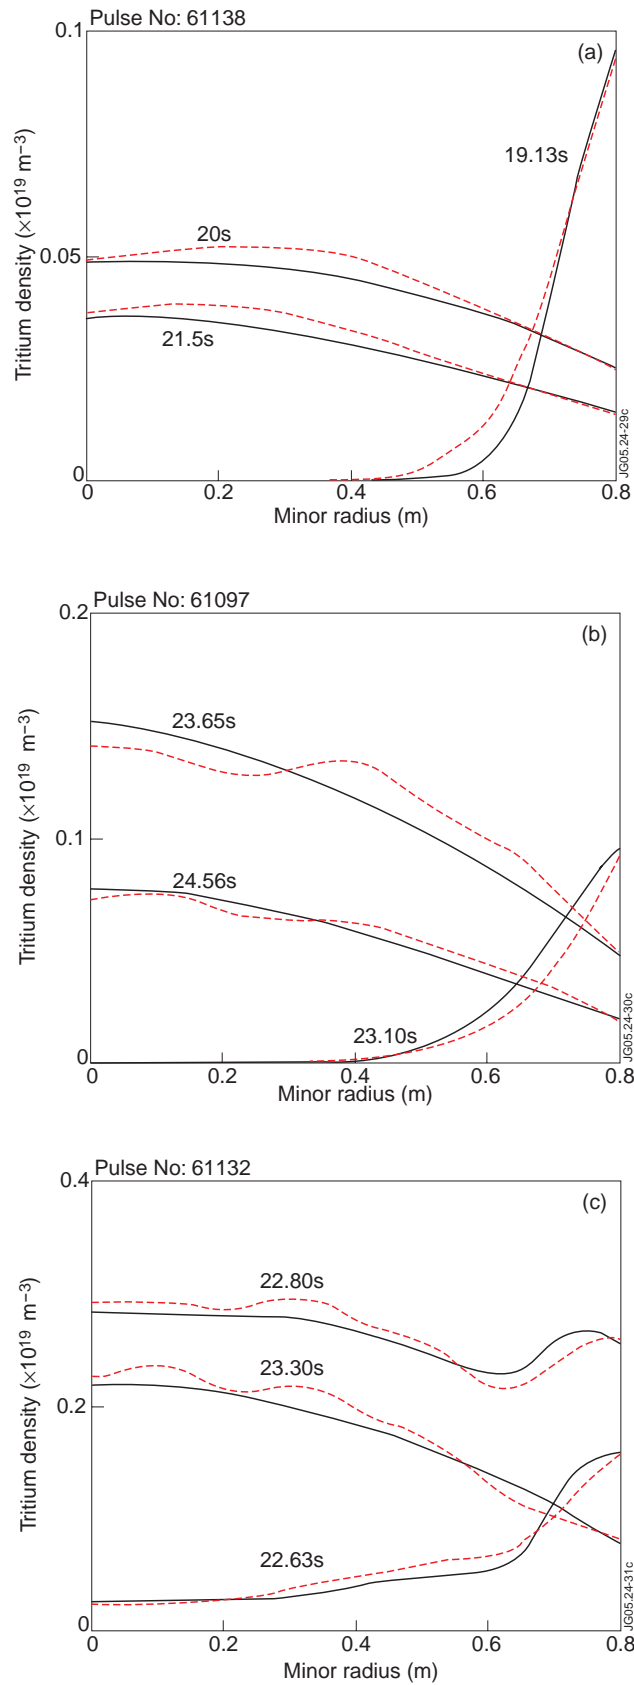 Pulse No: 61138
0.1
(a)
19.13s
20s
0.05
21.5s
0
0 0.2 0.4 0.6 0.8
Minor radius (m)
Tritium density (×10¹⁹ m⁻³)
JG05.24-29c
Pulse No: 61097
0.2
(b)
23.65s
0.1
24.56s
23.10s
0
0 0.2 0.4 0.6 0.8
Minor radius (m)
Tritium density (×10¹⁹ m⁻³)
JG05.24-30c
Pulse No: 61132
0.4
(c)
22.80s
23.30s
0.2
22.63s
0
0 0.2 0.4 0.6 0.8
Minor radius (m)
Tritium density (×10¹⁹ m⁻³)
JG05.24-31c